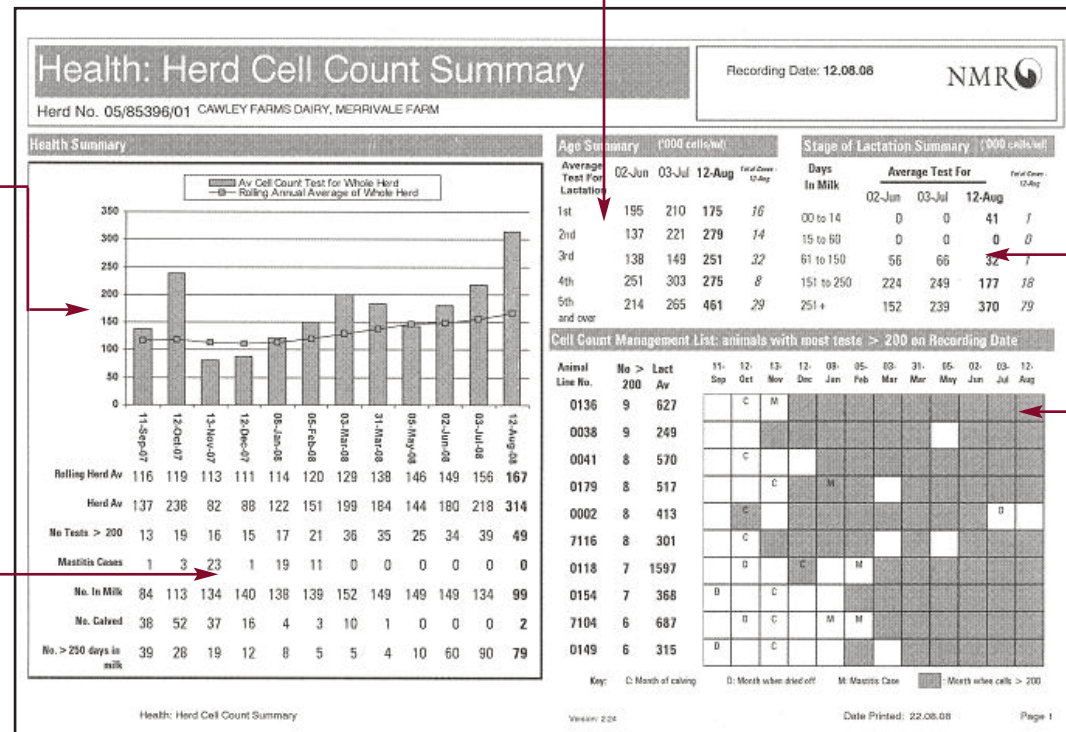 Health: Herd Cell Count Summary
Recording Date: 12.08.08
NMR
Herd No. 05/85396/01 CAWLEY FARMS DAIRY, MERRIVALE FARM
Health Summary
Av Cell Count Test for Whole Herd
Rolling Annual Average of Whole Herd
350
300
250
200
150
100
50
0
11-Sep-07 12-Oct-07 13-Nov-07 12-Dec-07 08-Jan-08 05-Feb-08 03-Mar-08 31-Mar-08 05-May-08 02-Jun-08 03-Jul-08 12-Aug-08
Rolling Herd Av 116 119 113 111 114 120 129 138 146 149 156 167
Herd Av 137 238 82 88 122 151 199 184 144 180 218 314
No Tests > 200 13 19 16 15 17 21 36 35 25 34 39 49
Mastitis Cases 1 3 23 1 19 11 0 0 0 0 0 0
No. In Milk 84 113 134 140 138 139 152 149 149 149 134 99
No. Calved 38 52 37 16 4 3 10 1 0 0 0 2
No. > 250 days in milk 39 28 19 12 8 5 5 4 10 60 90 79
Age Summary ('000 cells/ml)
Average Test For Lactation 02-Jun 03-Jul 12-Aug Total Cows - 12-Aug
1st 195 210 175 16
2nd 137 221 279 14
3rd 138 149 251 32
4th 251 303 275 8
5th and over 214 265 461 29
Stage of Lactation Summary ('000 cells/ml)
Days In Milk Average Test For Total Cows - 12-Aug
02-Jun 03-Jul 12-Aug
00 to 14 0 0 41 1
15 to 60 0 0 0 0
61 to 150 56 66 32 1
151 to 250 224 249 177 18
251 + 152 239 370 79
Cell Count Management List: animals with most tests > 200 on Recording Date
Animal Line No. No > 200 Lact Av 11-Sep 12-Oct 13-Nov 12-Dec 08-Jan 05-Feb 03-Mar 31-Mar 05-May 02-Jun 03-Jul 12-Aug
0136 9 627 C M
0038 9 249
0041 8 570 C
0179 8 517 C M
0002 8 413 C D
7116 8 301 C
0118 7 1597 D C M
0154 7 368 D C
7104 6 687 D C M M
0149 6 315 D C
Key: C: Month of calving D: Month when dried off M: Mastitis Case : Month when cells > 200
Health: Herd Cell Count Summary
Version: 2.24
Date Printed: 22.08.08
Page 1